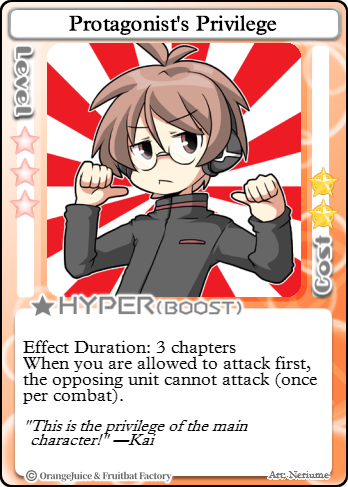 Protagonist's Privilege
Level
Cost
HYPER(BOOST)
Effect Duration: 3 chapters
When you are allowed to attack first,
the opposing unit cannot attack (once
per combat).
"This is the privilege of the main
character!" —Kai
© OrangeJuice & Fruitbat Factory
Art: Neriume